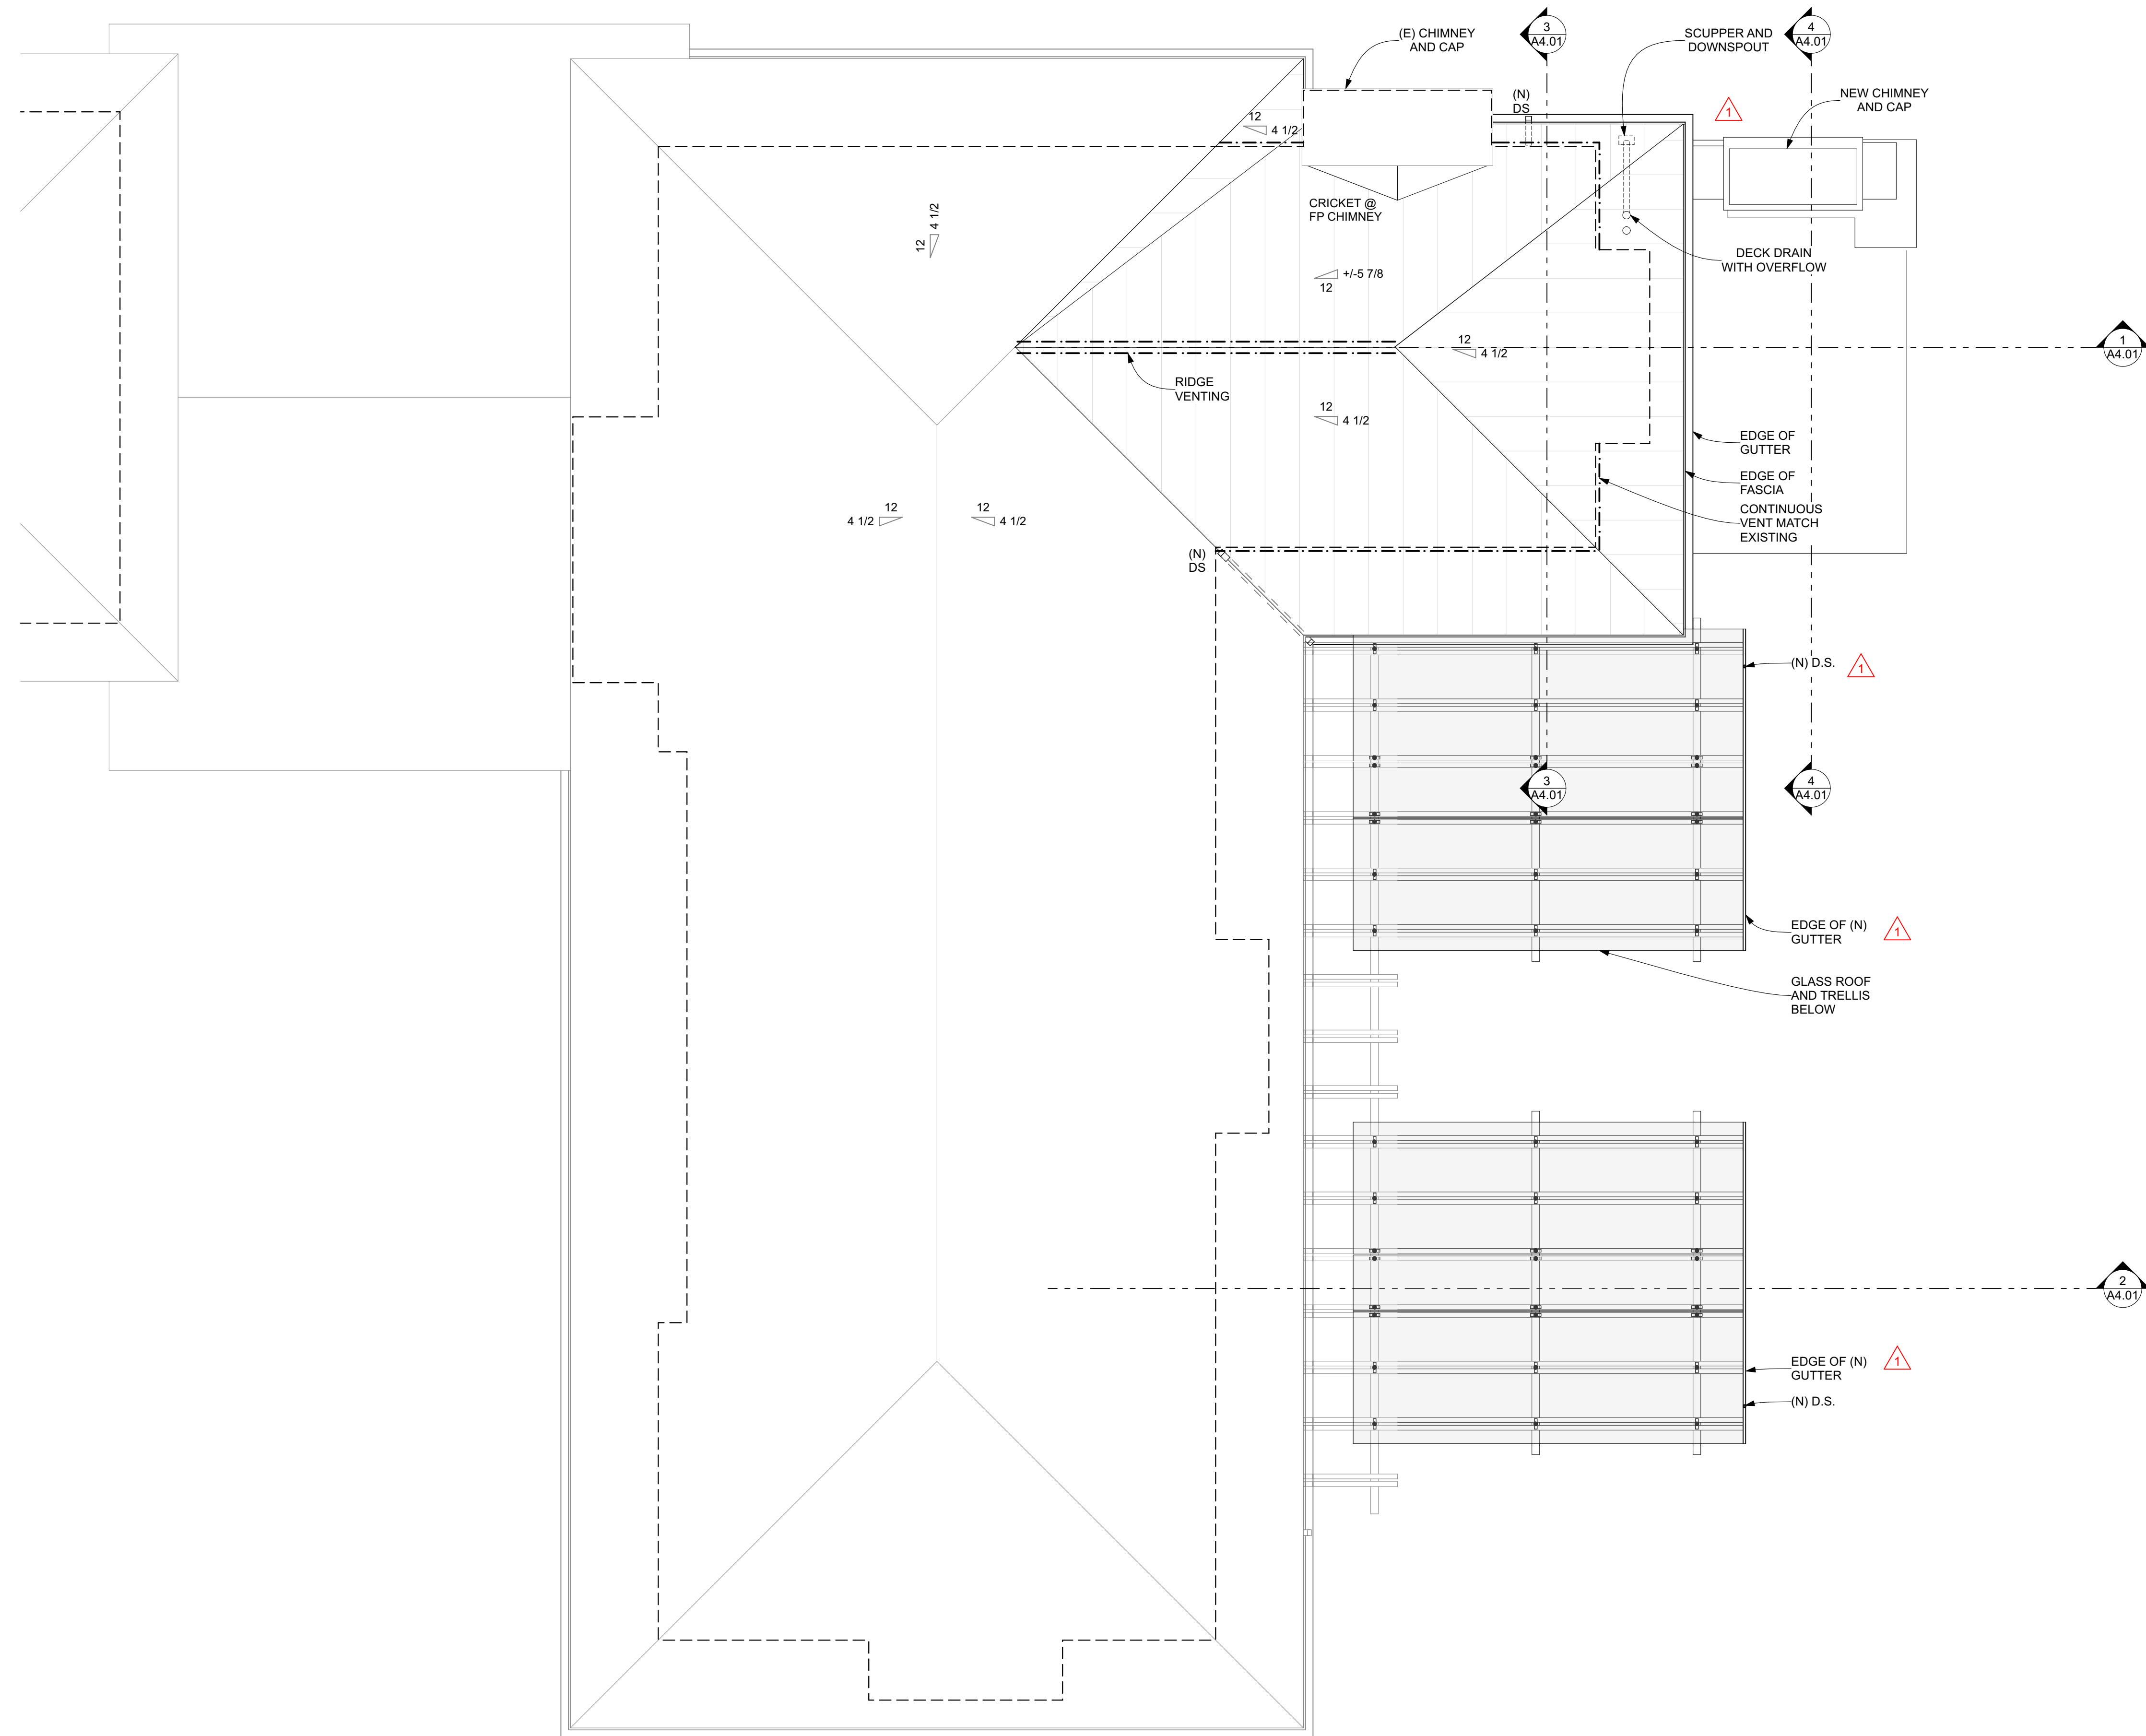 (E) CHIMNEY
AND CAP
3
A4.01
SCUPPER AND
DOWNSPOUT
4
A4.01
(N)
DS
1
NEW CHIMNEY
AND CAP
12
4 1/2
CRICKET @
FP CHIMNEY
12
4 1/2
DECK DRAIN
WITH OVERFLOW
+/-5 7/8
12
12
4 1/2
1
A4.01
RIDGE
VENTING
12
4 1/2
EDGE OF
GUTTER
EDGE OF
FASCIA
CONTINUOUS
VENT MATCH
EXISTING
12
4 1/2
12
4 1/2
(N)
DS
(N) D.S.
1
3
A4.01
4
A4.01
EDGE OF (N)
GUTTER
1
GLASS ROOF
AND TRELLIS
BELOW
2
A4.01
EDGE OF (N)
GUTTER
1
(N) D.S.